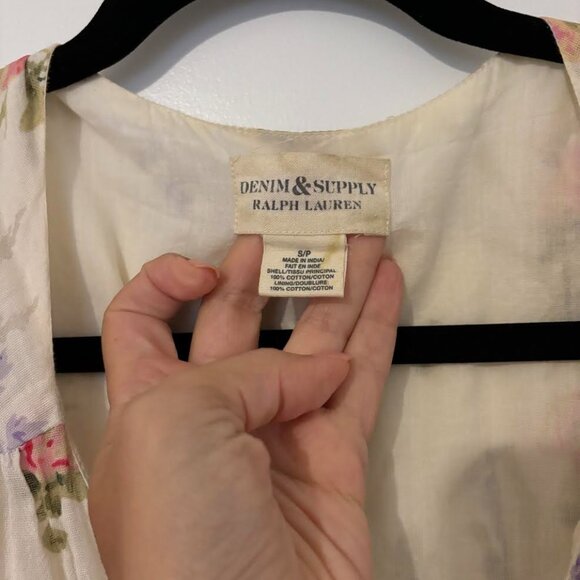 DENIM & SUPPLY
RALPH LAUREN
S/P
MADE IN INDIA/
FAIT EN INDE
SHELL/TISSU PRINCIPAL
100% COTTON/COTON
LINING/DOUBLURE
100% COTTON/COTON